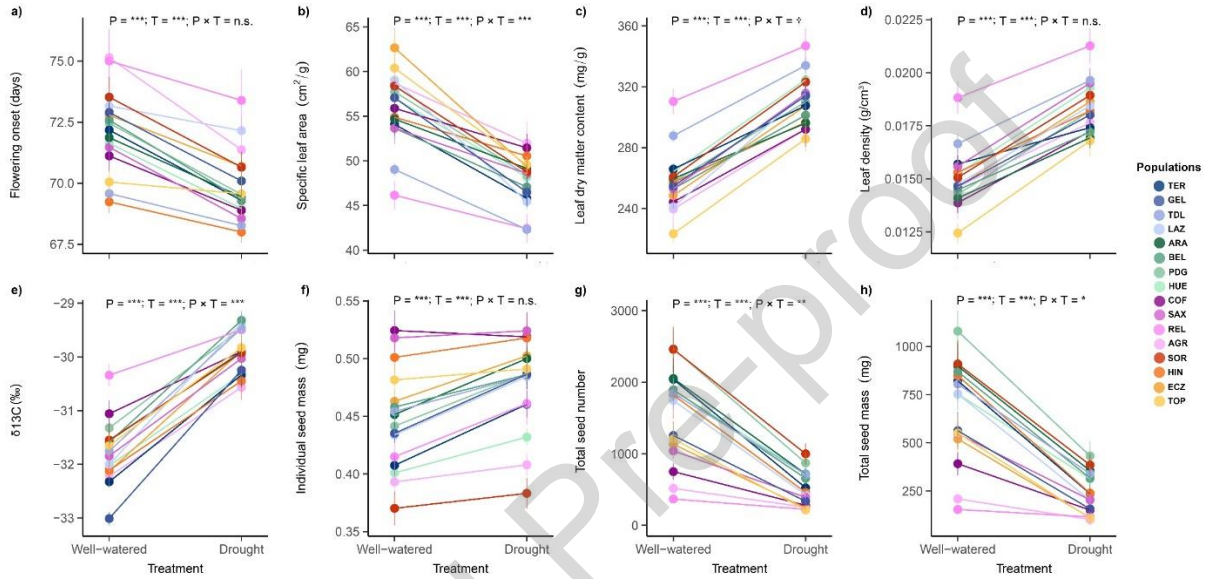 a)
P = ***; T = ***; P × T = n.s.
Flowering onset (days)
75.0
72.5
70.0
67.5
b)
P = ***; T = ***; P × T = ***
Specific leaf area (cm²/g)
65
60
55
50
45
40
c)
P = ***; T = ***; P × T = †
Leaf dry matter content (mg/g)
360
320
280
240
d)
P = ***; T = ***; P × T = n.s.
Leaf density (g/cm³)
0.0225
0.0200
0.0175
0.0150
0.0125
e)
P = ***; T = ***; P × T = ***
δ13C (‰)
−29
−30
−31
−32
−33
Well−watered
Drought
Treatment
f)
P = ***; T = ***; P × T = n.s.
Individual seed mass (mg)
0.55
0.50
0.45
0.40
0.35
Well−watered
Drought
Treatment
g)
P = ***; T = ***; P × T = **
Total seed number
3000
2000
1000
0
Well−watered
Drought
Treatment
h)
P = ***; T = ***; P × T = *
Total seed mass (mg)
1000
750
500
250
Well−watered
Drought
Treatment
Populations
TER
GEL
TDL
LAZ
ARA
BEL
PDG
HUE
COF
SAX
REL
AGR
SOR
HIN
ECZ
TOP
Pre-proof